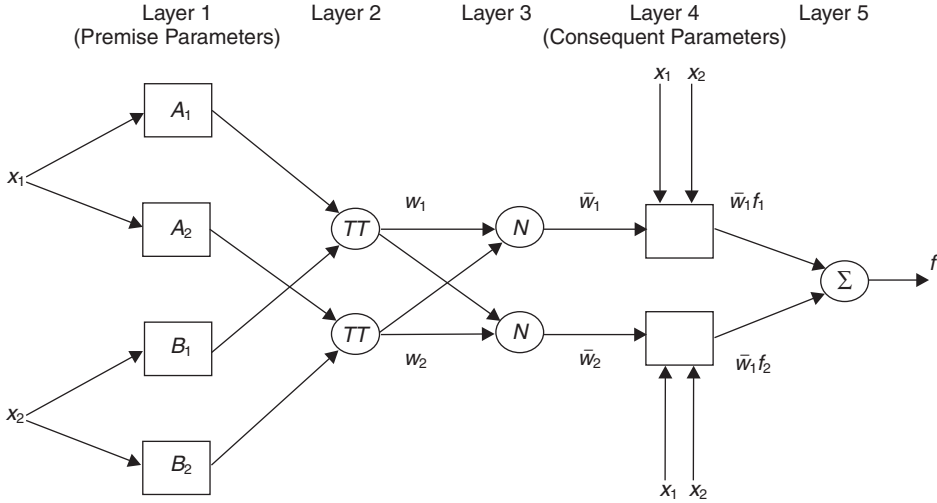 Layer 1 Layer 2 Layer 3 Layer 4 Layer 5
(Premise Parameters) (Consequent Parameters)
x₁ x₂
A₁
x₁
A₂ w₁ w̄₁ w̄₁f₁
TT N
Σ f
B₁ TT N
w₂ w̄₂ w̄₁f₂
x₂
B₂
x₁ x₂